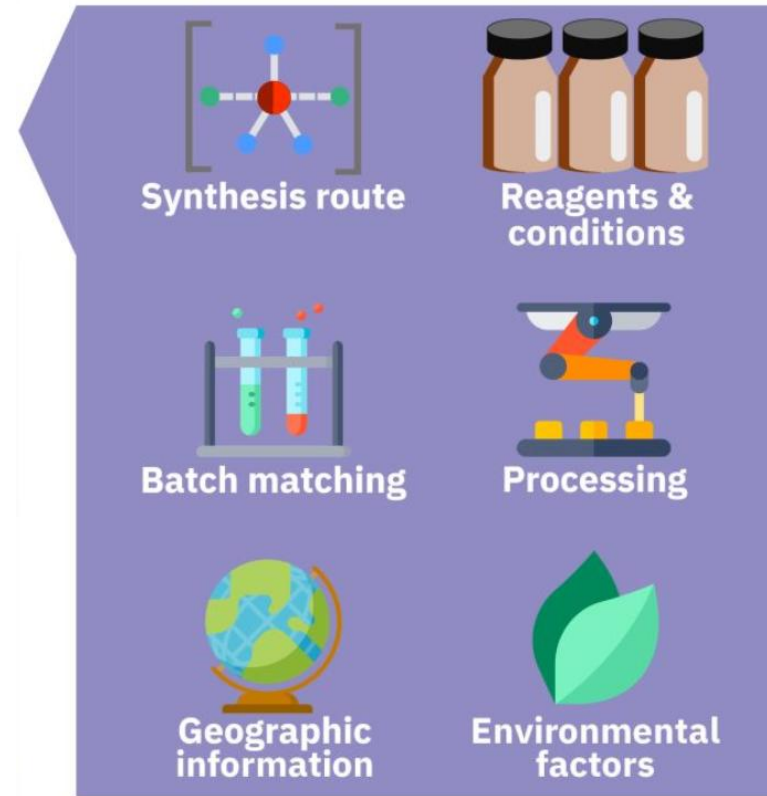 Synthesis route
Reagents &
conditions
Batch matching
Processing
Geographic
information
Environmental
factors